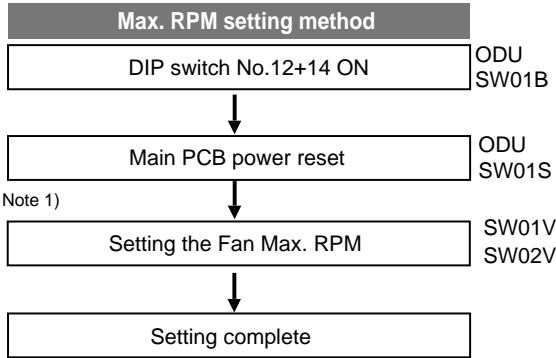 Max. RPM setting method
DIP switch No.12+14 ON
ODU
SW01B
Main PCB power reset
ODU
SW01S
Note 1)
Setting the Fan Max. RPM
SW01V
SW02V
Setting complete